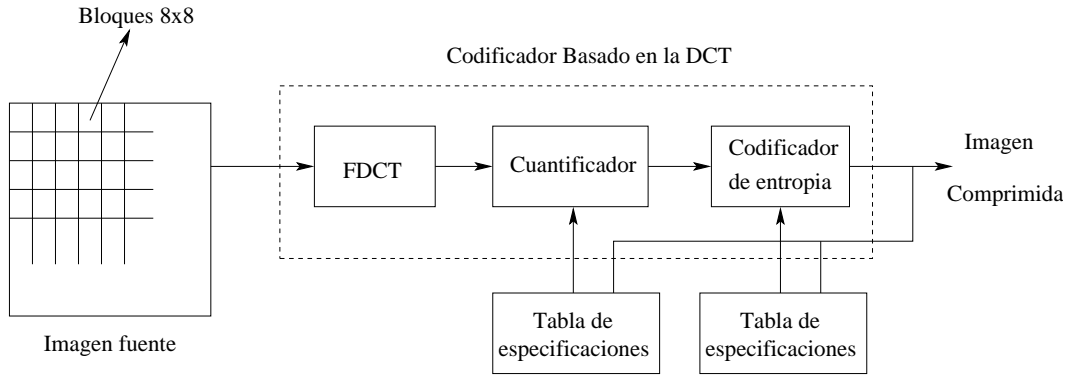 Bloques 8x8
Codificador Basado en la DCT
FDCT
Cuantificador
Codificador
de entropia
Imagen
Comprimida
Tabla de
especificaciones
Tabla de
especificaciones
Imagen fuente